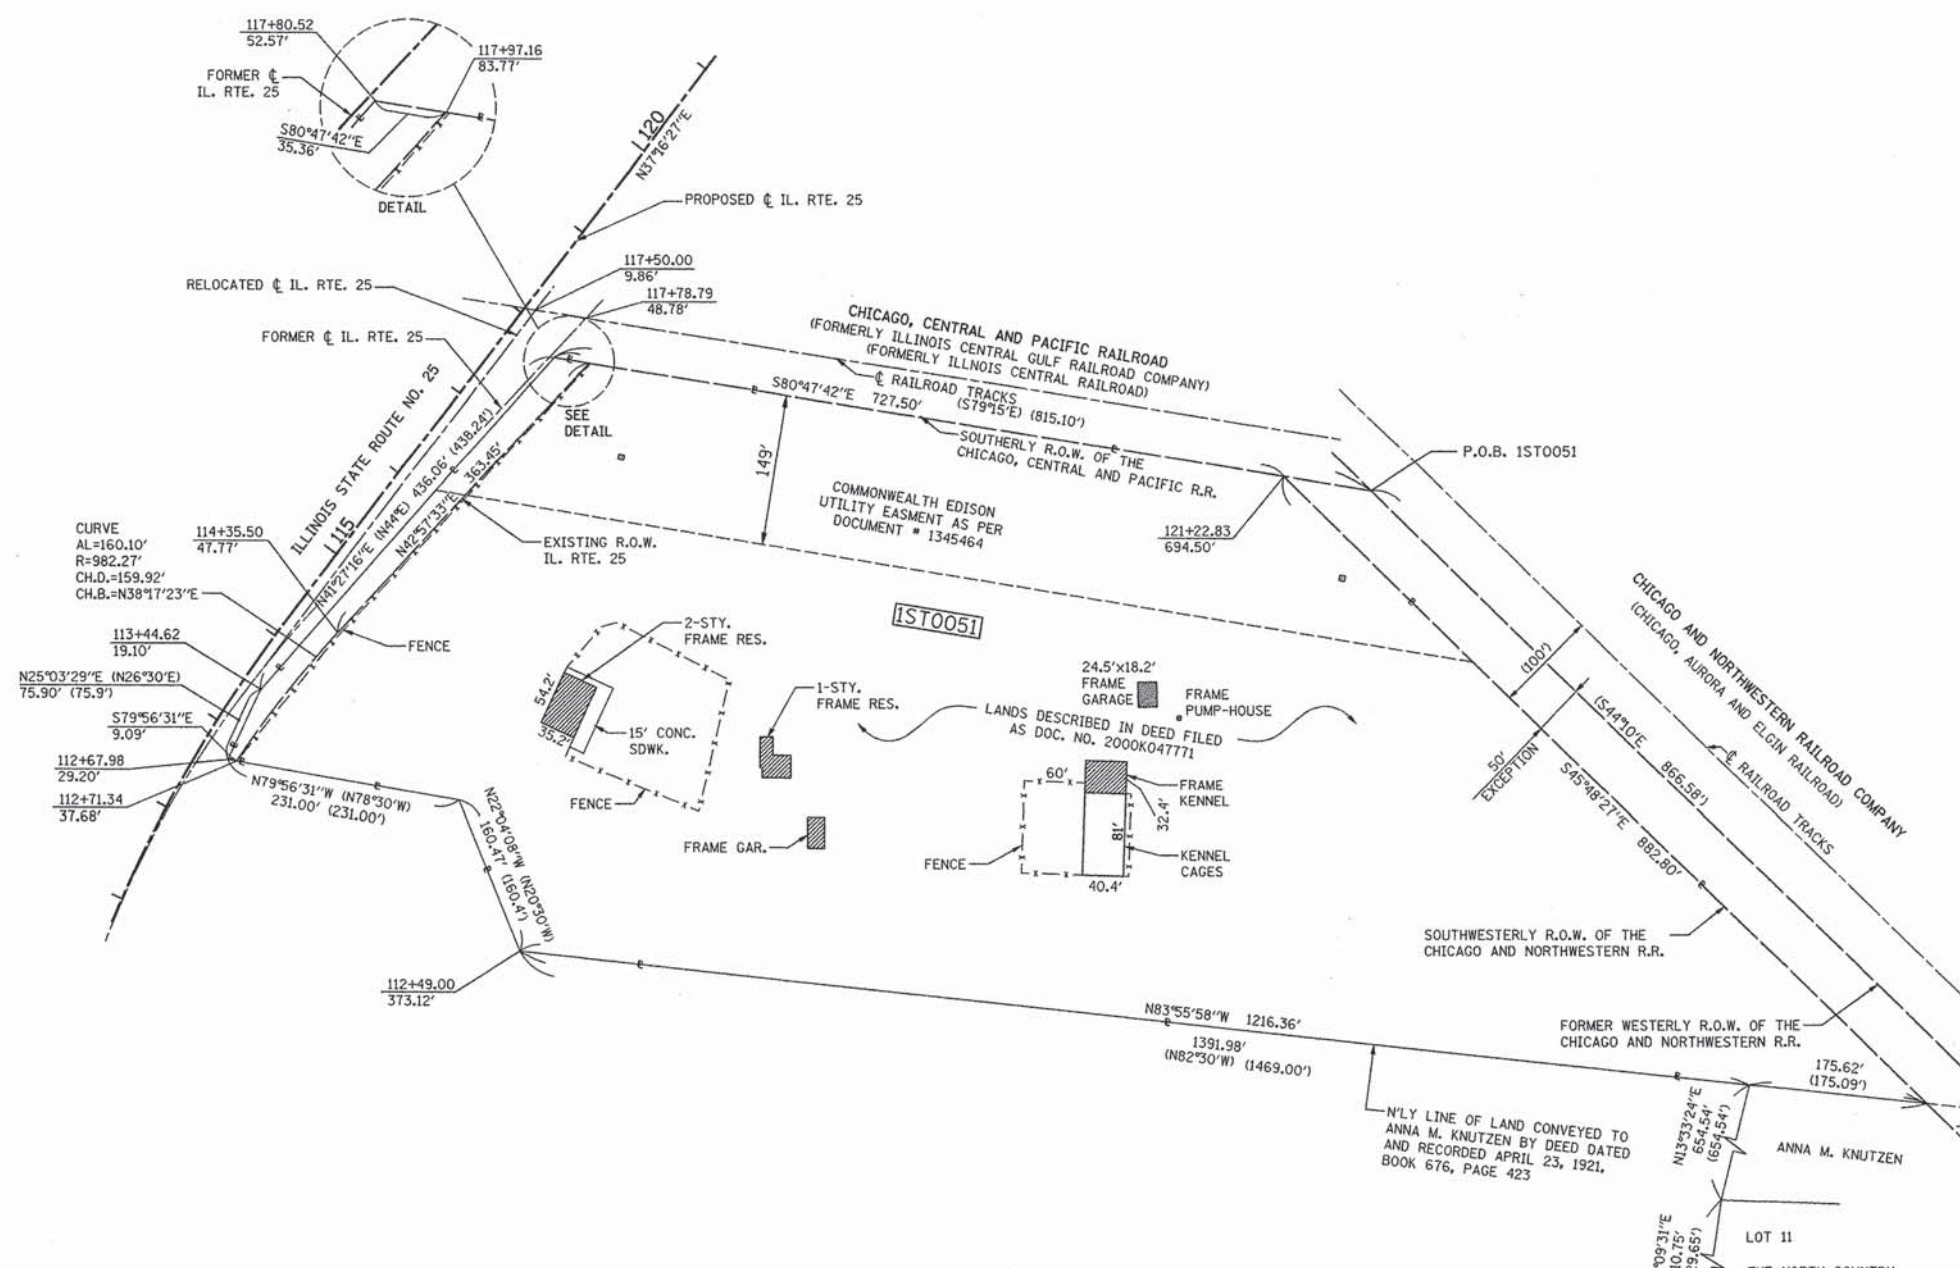 117+80.52
52.57'
FORMER ℄
IL. RTE. 25
117+97.16
83.77'
S80°47'42"E
35.36'
DETAIL
120
N37°16'27"E
PROPOSED ℄ IL. RTE. 25
RELOCATED ℄ IL. RTE. 25
117+50.00
9.86'
117+78.79
48.78'
FORMER ℄ IL. RTE. 25
ILLINOIS STATE ROUTE NO. 25
115
SEE
DETAIL
CHICAGO, CENTRAL AND PACIFIC RAILROAD
(FORMERLY ILLINOIS CENTRAL GULF RAILROAD COMPANY)
(FORMERLY ILLNOIS CENTRAL RAILROAD)
℄ RAILROAD TRACKS
S80°47'42"E 727.50'
(S79°15'E) (815.10')
SOUTHERLY R.O.W. OF THE
CHICAGO, CENTRAL AND PACIFIC R.R.
149'
COMMONWEALTH EDISON
UTILITY EASMENT AS PER
DOCUMENT # 1345464
P.O.B. 1ST0051
121+22.83
694.50'
N41°27'16"E (N44°E) 436.06' (438.24')
N42°57'33"E 363.45'
EXISTING R.O.W.
IL. RTE. 25
CURVE
AL=160.10'
R=982.27'
CH.D.=159.92'
CH.B.=N38°17'23"E
114+35.50
47.77'
FENCE
113+44.62
19.10'
N25°03'29"E (N26°30'E)
75.90' (75.9')
S79°56'31"E
9.09'
112+67.98
29.20'
112+71.34
37.68'
N79°56'31"W (N78°30'W)
231.00' (231.00')
N22°04'08"W (N20°30'W)
160.47' (160.4')
112+49.00
373.12'
1ST0051
2-STY.
FRAME RES.
54.2'
35.2'
15' CONC.
SDWK.
FENCE
1-STY.
FRAME RES.
FRAME GAR.
24.5'x18.2'
FRAME
GARAGE
FRAME
PUMP-HOUSE
LANDS DESCRIBED IN DEED FILED
AS DOC. NO. 2000K047771
60'
FRAME
KENNEL
32.4'
81'
FENCE
KENNEL
CAGES
40.4'
(100')
50'
EXCEPTION
(S44°10'E 866.58')
S45°48'27"E 882.80'
CHICAGO AND NORTHWESTERN RAILROAD COMPANY
(CHICAGO, AURORA AND ELGIN RAILROAD)
℄ RAILROAD TRACKS
SOUTHWESTERLY R.O.W. OF THE
CHICAGO AND NORTHWESTERN R.R.
FORMER WESTERLY R.O.W. OF THE
CHICAGO AND NORTHWESTERN R.R.
N83°55'58"W 1216.36'
1391.98'
(N82°30'W) (1469.00')
175.62'
(175.09')
N'LY LINE OF LAND CONVEYED TO
ANNA M. KNUTZEN BY DEED DATED
AND RECORDED APRIL 23, 1921,
BOOK 676, PAGE 423
N13°33'24"E
654.54'
(654.54')
ANNA M. KNUTZEN
LOT 11